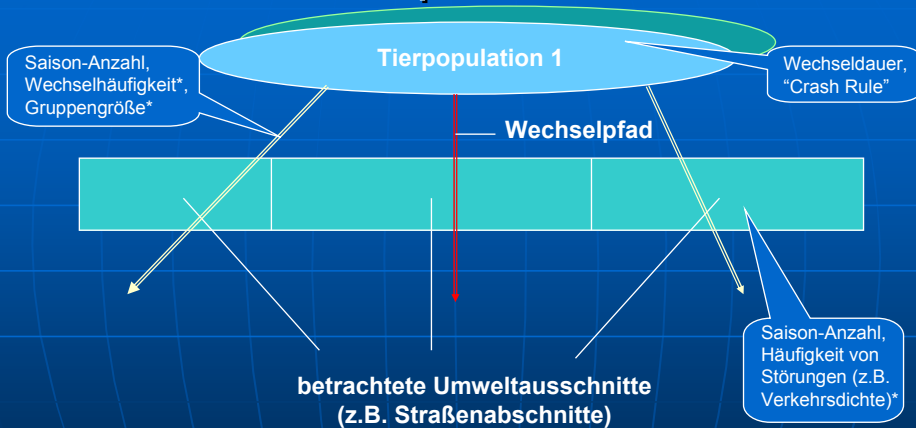 Tierpopulation 1
Saison-Anzahl,
Wechselhäufigkeit*,
Gruppengröße*
Wechseldauer,
“Crash Rule”
Wechselpfad
Saison-Anzahl,
Häufigkeit von
Störungen (z.B.
Verkehrsdichte)*
betrachtete Umweltausschnitte
(z.B. Straßenabschnitte)